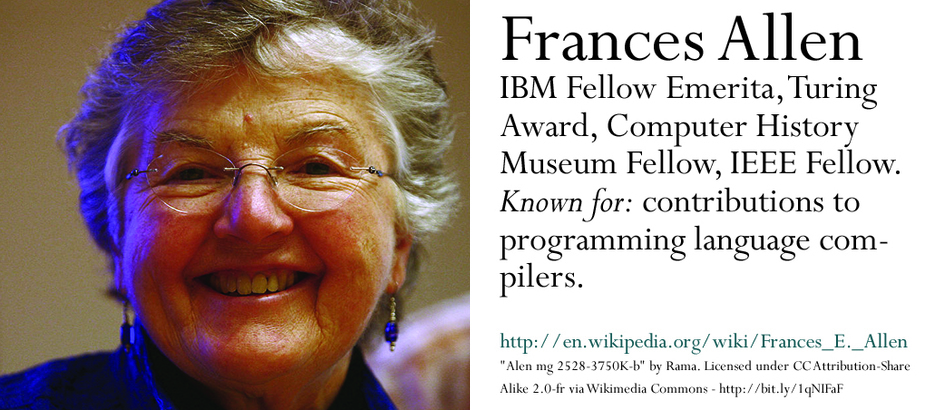 Frances Allen
IBM Fellow Emerita, Turing
Award, Computer History
Museum Fellow, IEEE Fellow.
Known for: contributions to
programming language com-
pilers.
http://en.wikipedia.org/wiki/Frances_E._Allen
"Alen mg 2528-3750K-b" by Rama. Licensed under CC Attribution-Share
Alike 2.0-fr via Wikimedia Commons - http://bit.ly/1qNIFaF